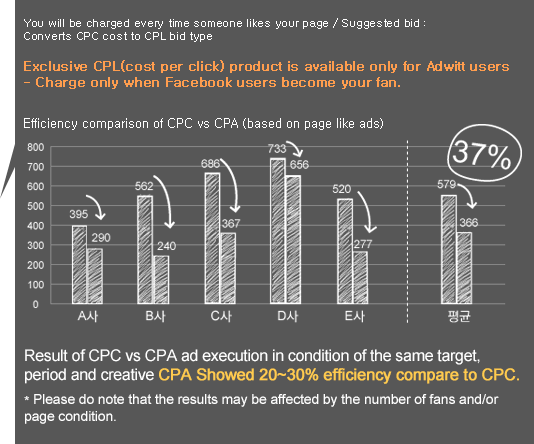 You will be charged every time someone likes your page / Suggested bid :
Converts CPC cost to CPL bid type
Exclusive CPL(cost per click) product is available only for Adwitt users
- Charge only when Facebook users become your fan.
Efficiency comparison of CPC vs CPA (based on page like ads)
800
700
600
500
400
300
200
100
0
395
290
562
240
686
367
733
656
520
277
37%
579
366
A사
B사
C사
D사
E사
평균
Result of CPC vs CPA ad execution in condition of the same target,
period and creative CPA Showed 20~30% efficiency compare to CPC.
* Please do note that the results may be affected by the number of fans and/or
page condition.